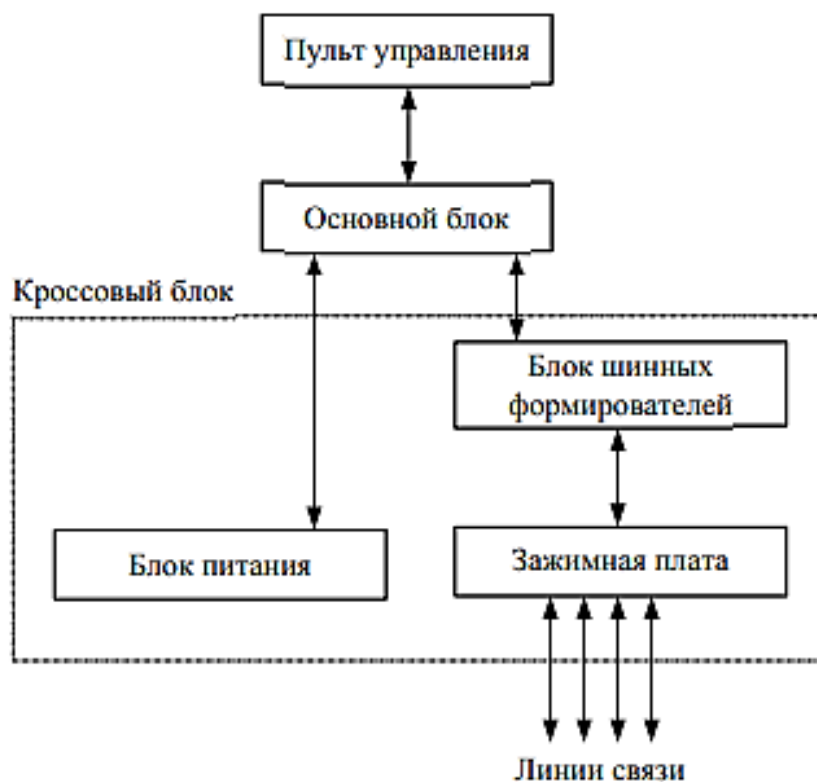 Пульт управления
Основной блок
Кроссовый блок
Блок шинных
формирователей
Блок питания
Зажимная плата
Линии связи